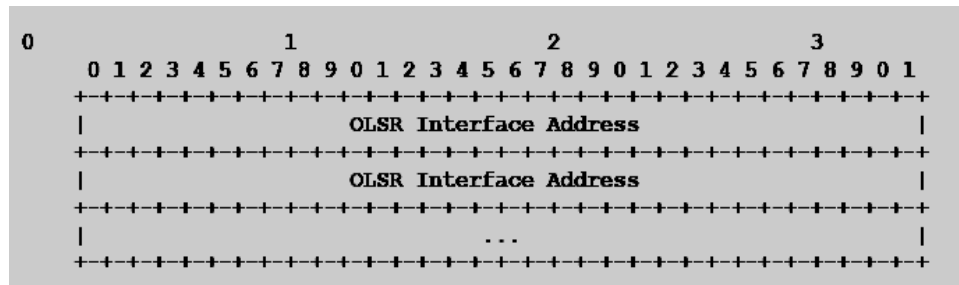 0                   1                   2                   3
    0 1 2 3 4 5 6 7 8 9 0 1 2 3 4 5 6 7 8 9 0 1 2 3 4 5 6 7 8 9 0 1
   +-+-+-+-+-+-+-+-+-+-+-+-+-+-+-+-+-+-+-+-+-+-+-+-+-+-+-+-+-+-+-+-+
   |                    OLSR Interface Address                     |
   +-+-+-+-+-+-+-+-+-+-+-+-+-+-+-+-+-+-+-+-+-+-+-+-+-+-+-+-+-+-+-+-+
   |                    OLSR Interface Address                     |
   +-+-+-+-+-+-+-+-+-+-+-+-+-+-+-+-+-+-+-+-+-+-+-+-+-+-+-+-+-+-+-+-+
   |                              ...                              |
   +-+-+-+-+-+-+-+-+-+-+-+-+-+-+-+-+-+-+-+-+-+-+-+-+-+-+-+-+-+-+-+-+